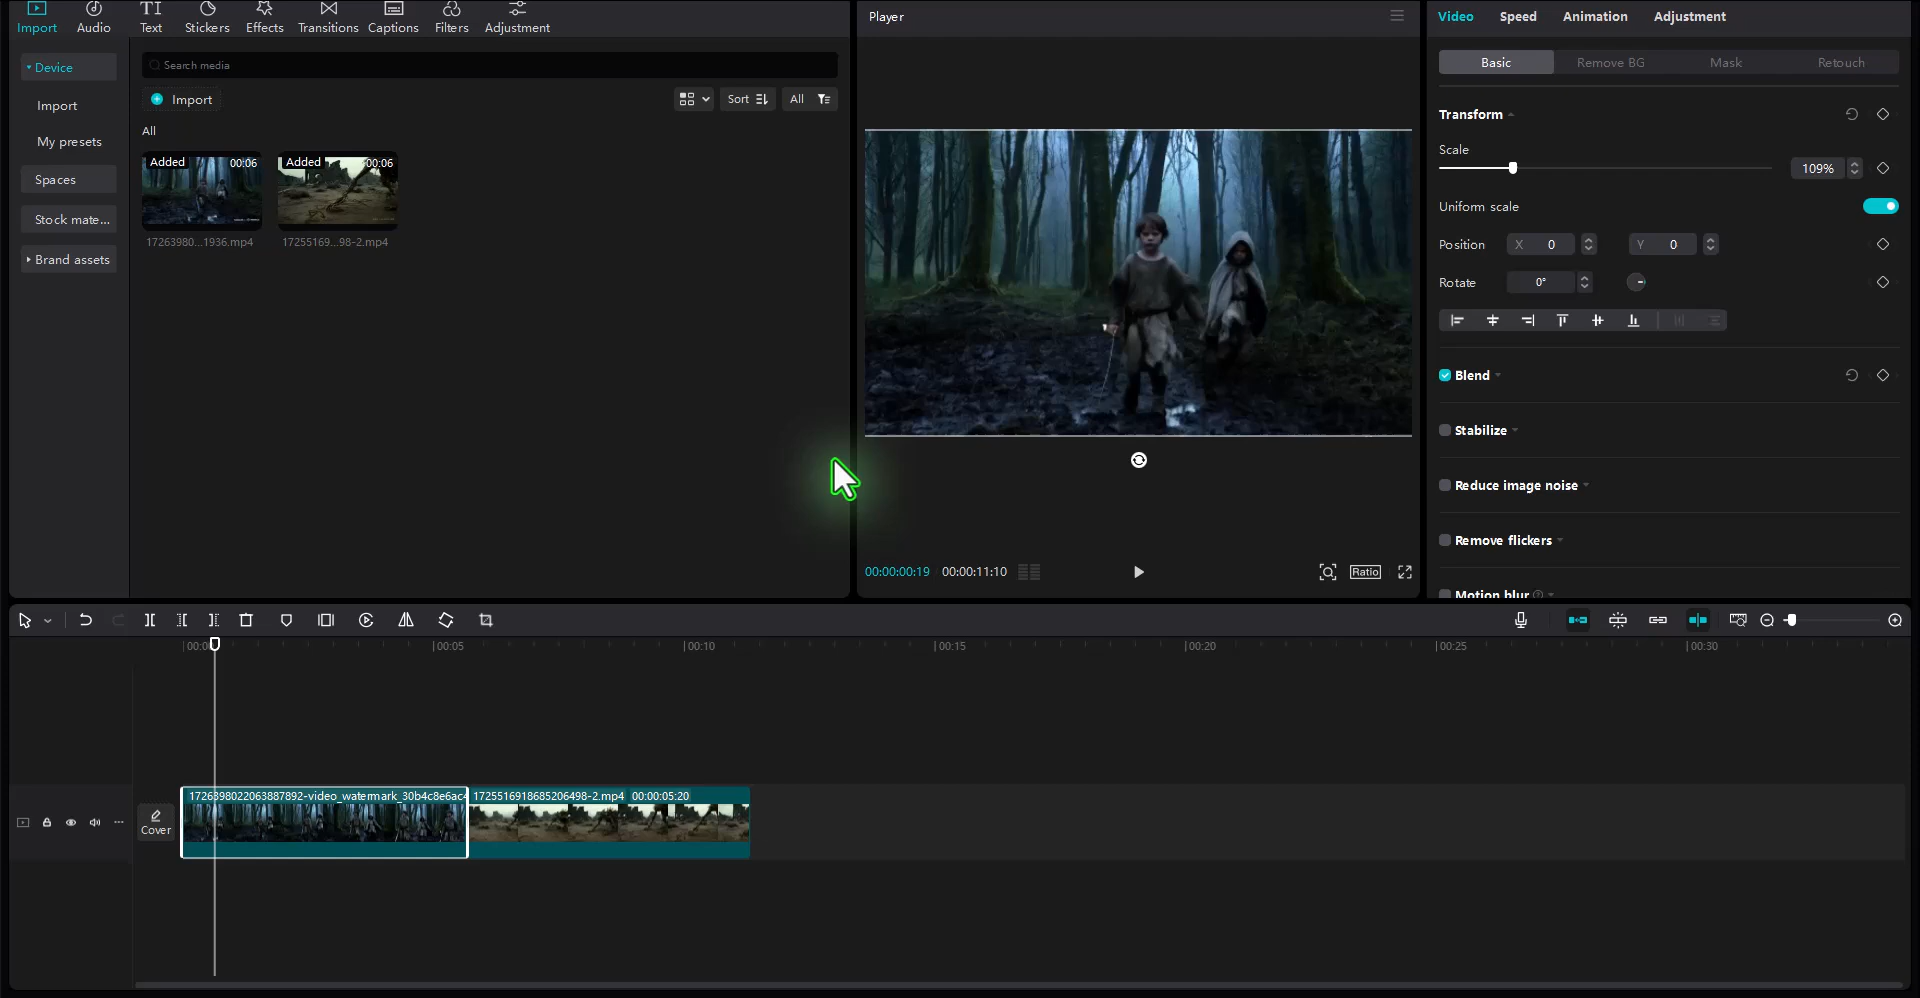 Import
Audio
Text
Stickers
Effects
Transitions
Captions
Filters
Adjustment
Device
Import
My presets
Spaces
Stock mate...
Brand assets
Search media
Import
Sort
All
All
Added
00:06
17263980...1936.mp4
Added
00:06
17255169...98-2.mp4
Player
00:00:00:19
00:00:11:10
Ratio
Video
Speed
Animation
Adjustment
Basic
Remove BG
Mask
Retouch
Transform
Scale
109%
Uniform scale
Position
X 0
Y 0
Rotate
0°
Blend
Stabilize
Reduce image noise
Remove flickers
Motion blur
00:05
00:10
00:15
00:20
00:25
00:30
Cover
1726398022063887892-video_watermark_30b4c8e6ac4
1725516918685206498-2.mp4 00:00:05:20